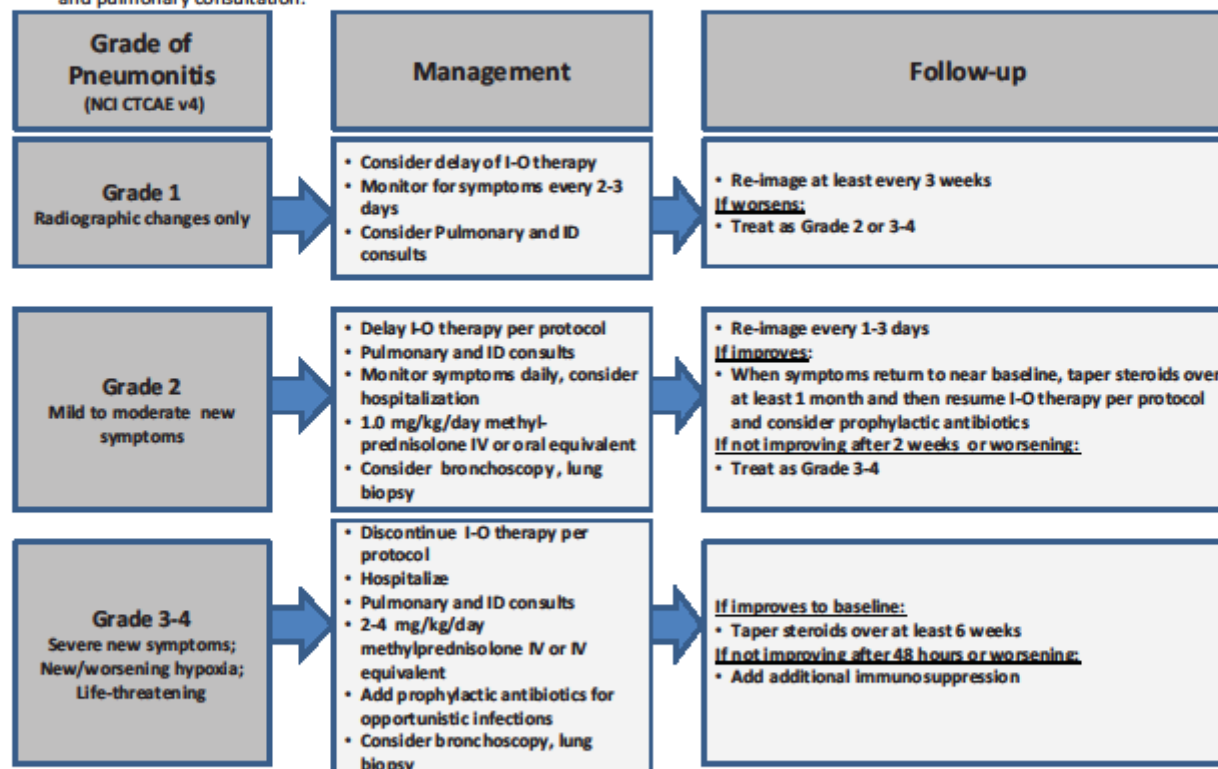 and pulmonary consultation.
Grade of
Pneumonitis
(NCI CTCAE v4)
Management
Follow-up
Grade 1
Radiographic changes only
• Consider delay of I-O therapy
• Monitor for symptoms every 2-3
days
• Consider Pulmonary and ID
consults
• Re-image at least every 3 weeks
If worsens:
• Treat as Grade 2 or 3-4
Grade 2
Mild to moderate new
symptoms
• Delay I-O therapy per protocol
• Pulmonary and ID consults
• Monitor symptoms daily, consider
hospitalization
• 1.0 mg/kg/day methyl-
prednisolone IV or oral equivalent
• Consider bronchoscopy, lung
biopsy
• Re-image every 1-3 days
If improves:
• When symptoms return to near baseline, taper steroids over
at least 1 month and then resume I-O therapy per protocol
and consider prophylactic antibiotics
If not improving after 2 weeks or worsening:
• Treat as Grade 3-4
Grade 3-4
Severe new symptoms;
New/worsening hypoxia;
Life-threatening
• Discontinue I-O therapy per
protocol
• Hospitalize
• Pulmonary and ID consults
• 2-4 mg/kg/day
methylprednisolone IV or IV
equivalent
• Add prophylactic antibiotics for
opportunistic infections
• Consider bronchoscopy, lung
biopsy
If improves to baseline:
• Taper steroids over at least 6 weeks
If not improving after 48 hours or worsening:
• Add additional immunosuppression